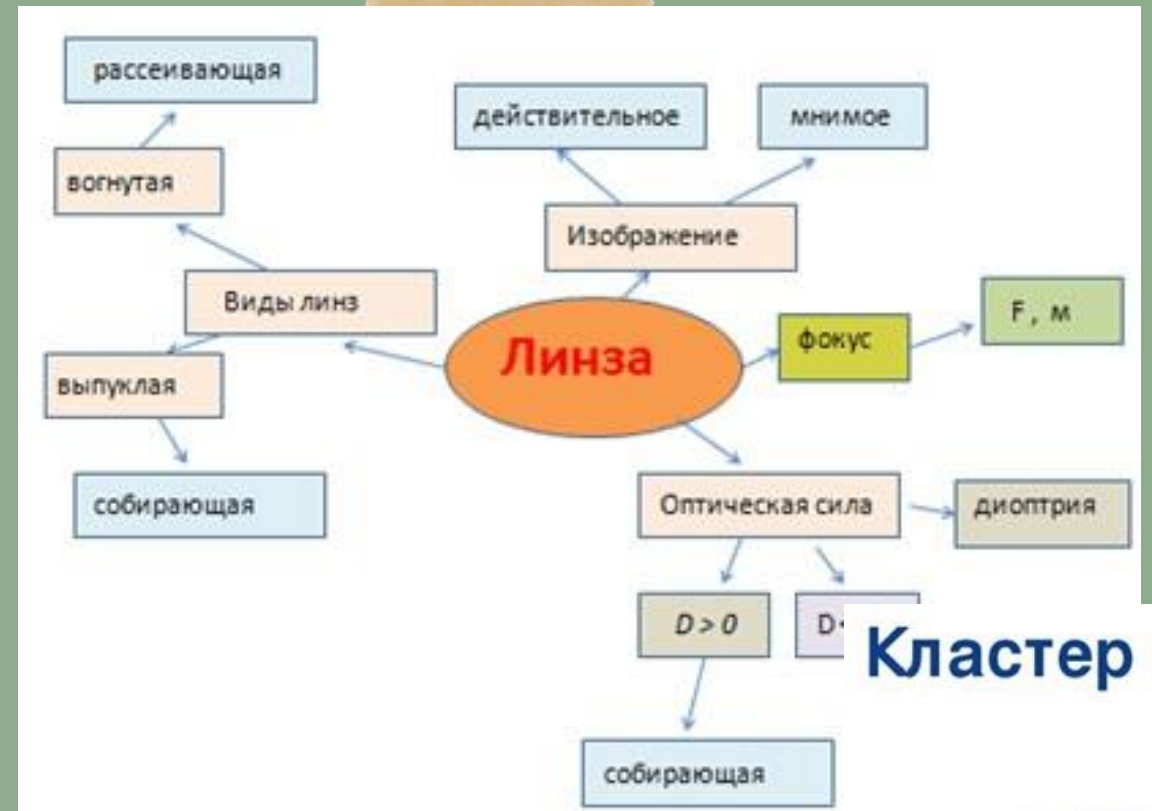 рассеивающая
действительное
мнимое
вогнутая
Изображение
Виды линз
F , м
фокус
Линза
выпуклая
собирающая
Оптическая сила
диоптрия
D > 0
D
Кластер
собирающая